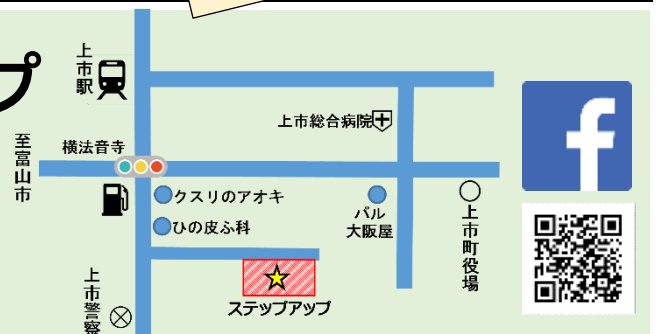 プ
上市駅
上市総合病院
至富山市
横法音寺
クスリのアオキ
パル
大阪屋
ひの皮ふ科
上市町役場
ステップアップ
上市警察
f